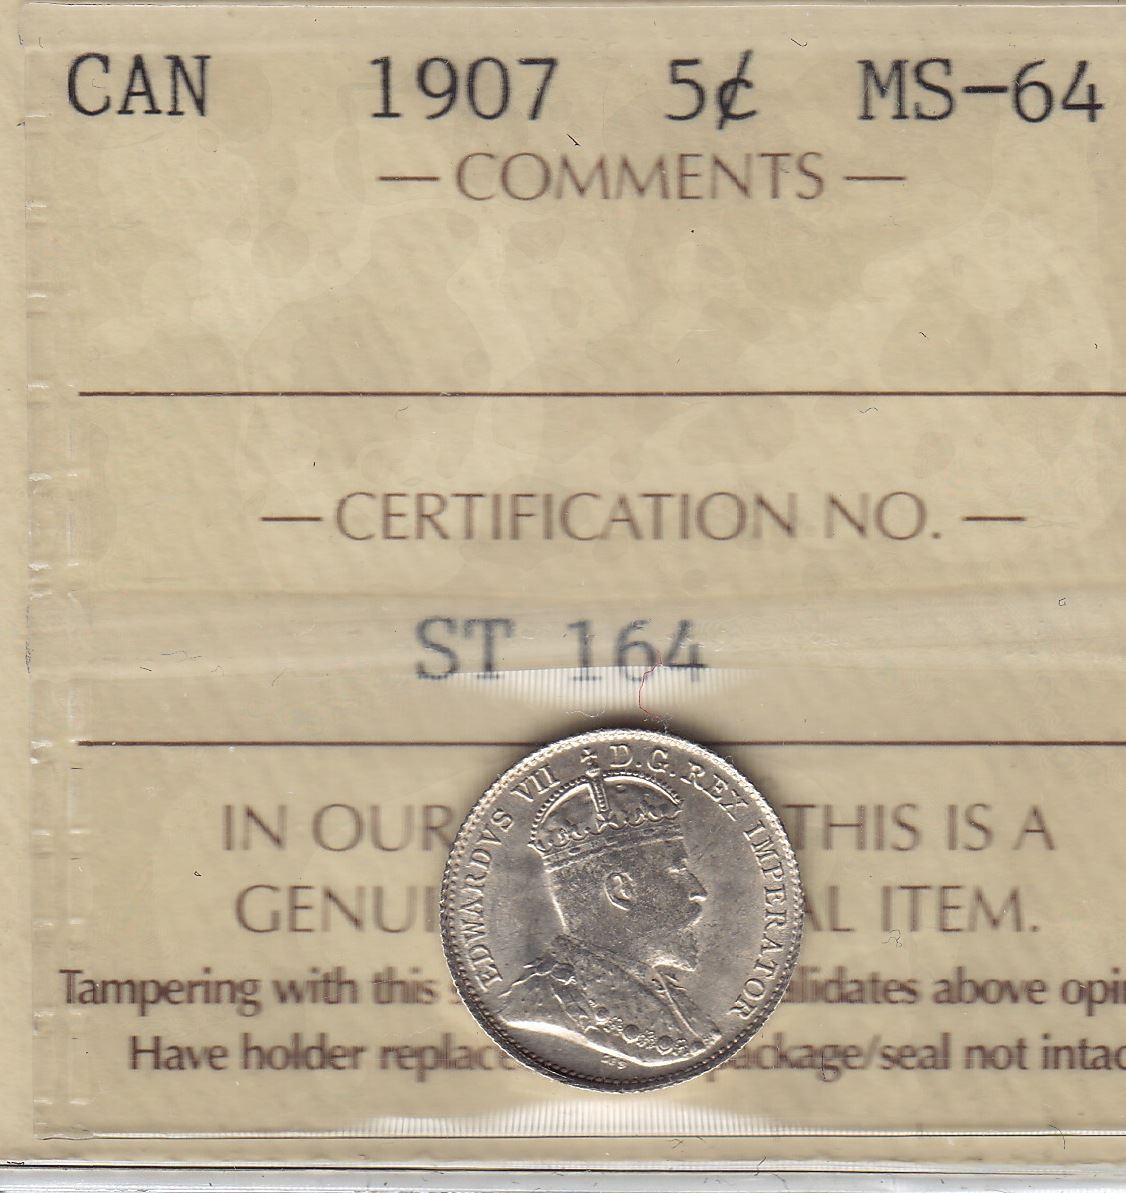 CAN 1907 5¢ MS-64
— COMMENTS —
— CERTIFICATION NO. —
ST 164
IN OUR THIS IS A
GENU AL ITEM.
Tampering with this lidates above opi
Have holder replac package/seal not intac
EDWARDVS VII D.G. REX IMPERATOR